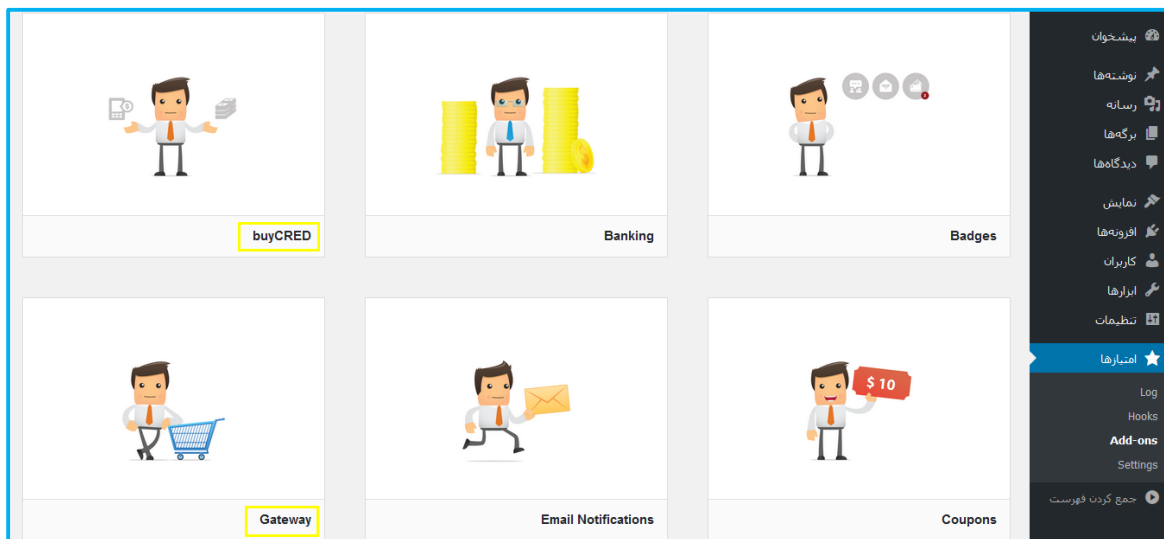 پیشخوان
نوشته‌ها
رسانه
برگه‌ها
دیدگاه‌ها
نمایش
افزونه‌ها
کاربران
ابزارها
تنظیمات
امتیازها
Log
Hooks
Add-ons
Settings
جمع کردن فهرست
$ 10
Badges
Banking
buyCRED
Coupons
Email Notifications
Gateway